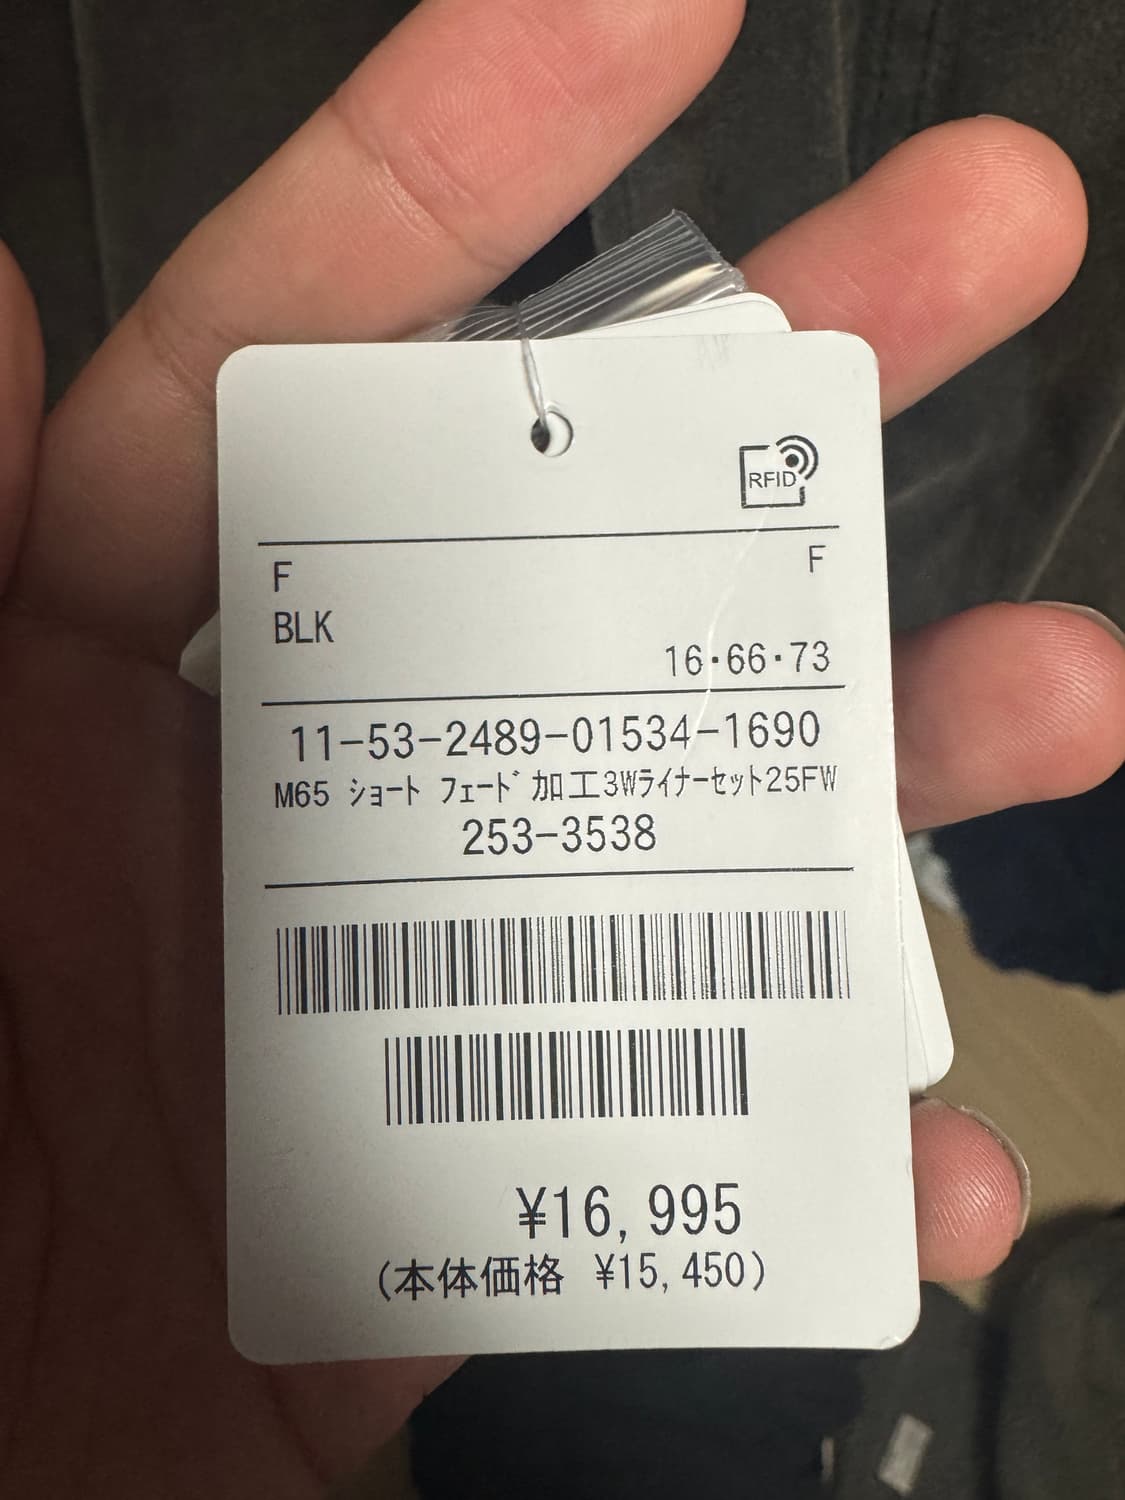 RFID
F F
BLK
16・66・73
11-53-2489-01534-1690
M65 ショート フェード加工3Wライナーセット25FW
253-3538
¥16,995
(本体価格 ¥15,450)